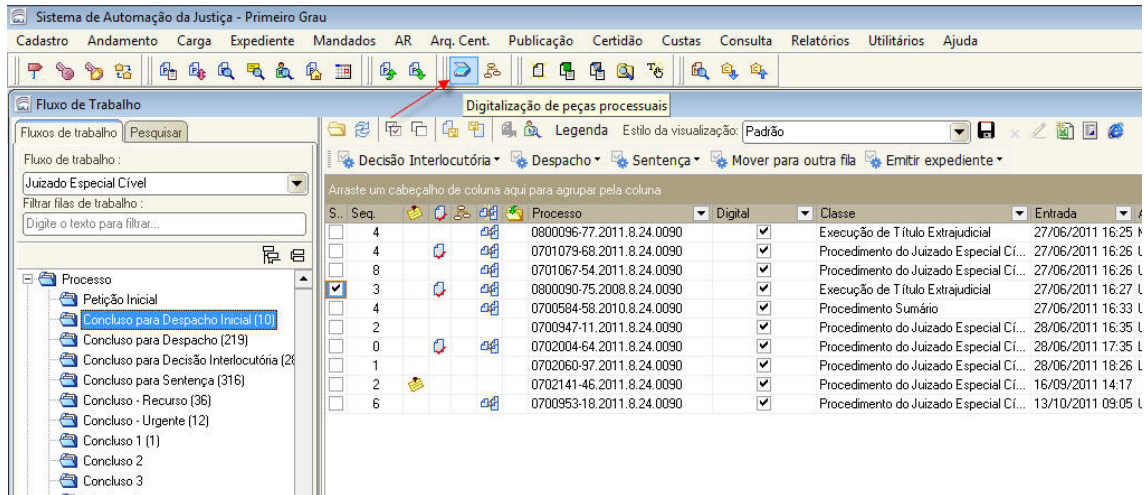 Sistema de Automação da Justiça - Primeiro Grau
Cadastro Andamento Carga Expediente Mandados AR Arq. Cent. Publicação Certidão Custas Consulta Relatórios Utilitários Ajuda
Fluxo de Trabalho
Digitalização de peças processuais
Fluxos de trabalho Pesquisar
Legenda Estilo da visualização: Padrão
Fluxo de trabalho :
Decisão Interlocutória Despacho Sentença Mover para outra fila Emitir expediente
Juizado Especial Cível
Arraste um cabeçalho de coluna aqui para agrupar pela coluna
Filtrar filas de trabalho :
Digite o texto para filtrar...
S.. Seq. Processo Digital Classe Entrada
4 0800096-77.2011.8.24.0090 Execução de Título Extrajudicial 27/06/2011 16:25
4 0701079-68.2011.8.24.0090 Procedimento do Juizado Especial Cí... 27/06/2011 16:26
8 0701067-54.2011.8.24.0090 Procedimento do Juizado Especial Cí... 27/06/2011 16:26
3 0800090-75.2008.8.24.0090 Execução de Título Extrajudicial 27/06/2011 16:27
4 0700584-58.2010.8.24.0090 Procedimento Sumário 27/06/2011 16:33
2 0700947-11.2011.8.24.0090 Procedimento do Juizado Especial Cí... 28/06/2011 16:35
0 0702004-64.2011.8.24.0090 Procedimento do Juizado Especial Cí... 28/06/2011 17:35
1 0702060-97.2011.8.24.0090 Procedimento do Juizado Especial Cí... 28/06/2011 18:26
2 0702141-46.2011.8.24.0090 Procedimento do Juizado Especial Cí... 16/09/2011 14:17
6 0700953-18.2011.8.24.0090 Procedimento do Juizado Especial Cí... 13/10/2011 09:05
Processo
Petição Inicial
Concluso para Despacho Inicial (10)
Concluso para Despacho (219)
Concluso para Decisão Interlocutória (28
Concluso para Sentença (316)
Concluso - Recurso (36)
Concluso - Urgente (12)
Concluso 1 (1)
Concluso 2
Concluso 3